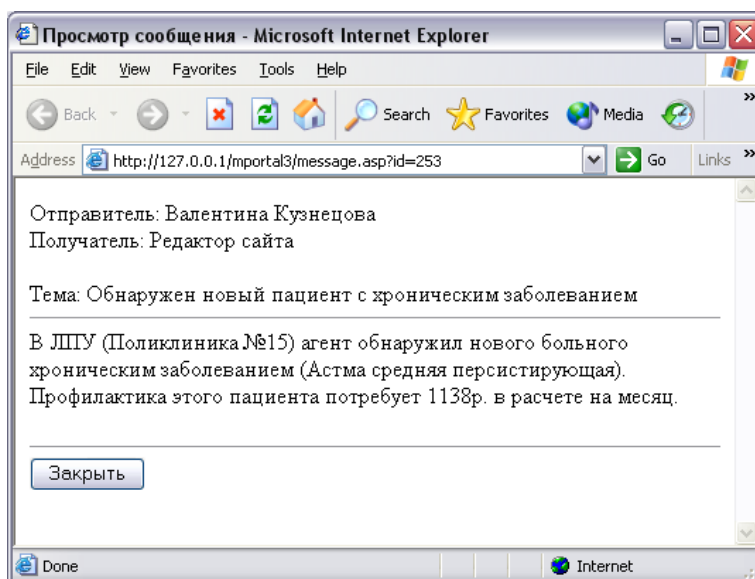 Просмотр сообщения - Microsoft Internet Explorer
File Edit View Favorites Tools Help
Back Search Favorites Media »
Address http://127.0.0.1/mportal3/message.asp?id=253 Go Links »
Отправитель: Валентина Кузнецова
Получатель: Редактор сайта
Тема: Обнаружен новый пациент с хроническим заболеванием
В ЛПУ (Поликлиника №15) агент обнаружил нового больного
хроническим заболеванием (Астма средняя персистирующая).
Профилактика этого пациента потребует 1138р. в расчете на месяц.
Закрыть
Done Internet